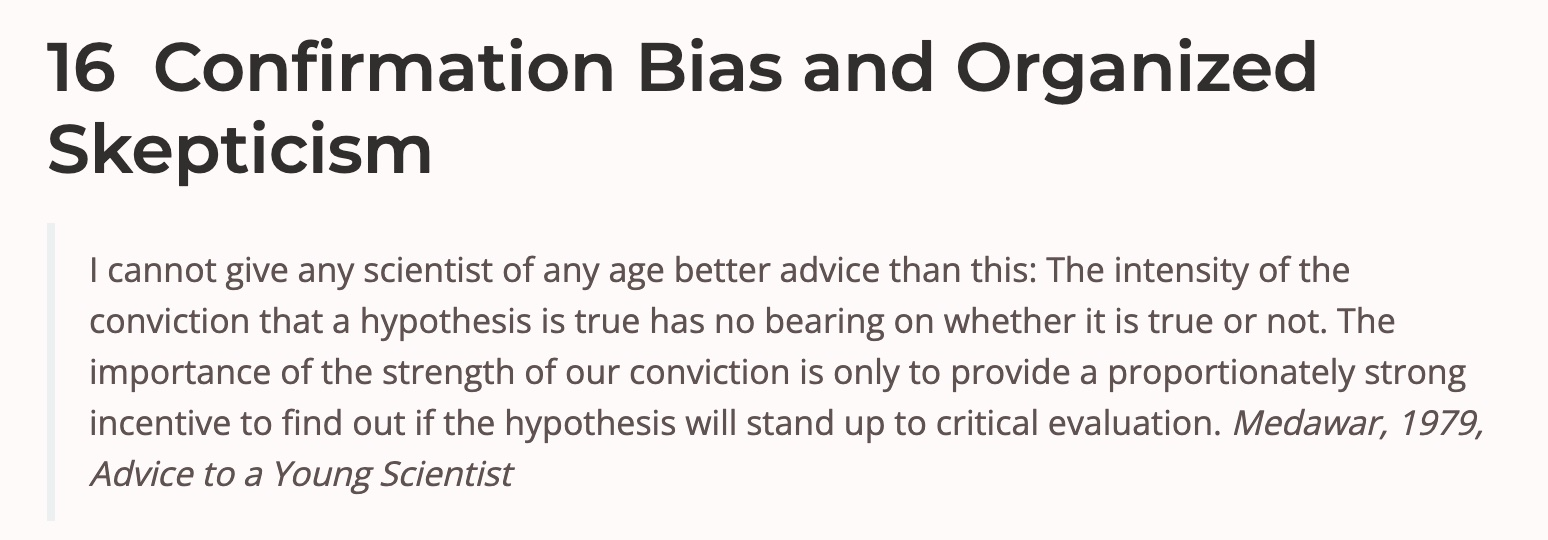 16 Confirmation Bias and Organized
Skepticism
I cannot give any scientist of any age better advice than this: The intensity of the
conviction that a hypothesis is true has no bearing on whether it is true or not. The
importance of the strength of our conviction is only to provide a proportionately strong
incentive to find out if the hypothesis will stand up to critical evaluation. Medawar, 1979,
Advice to a Young Scientist